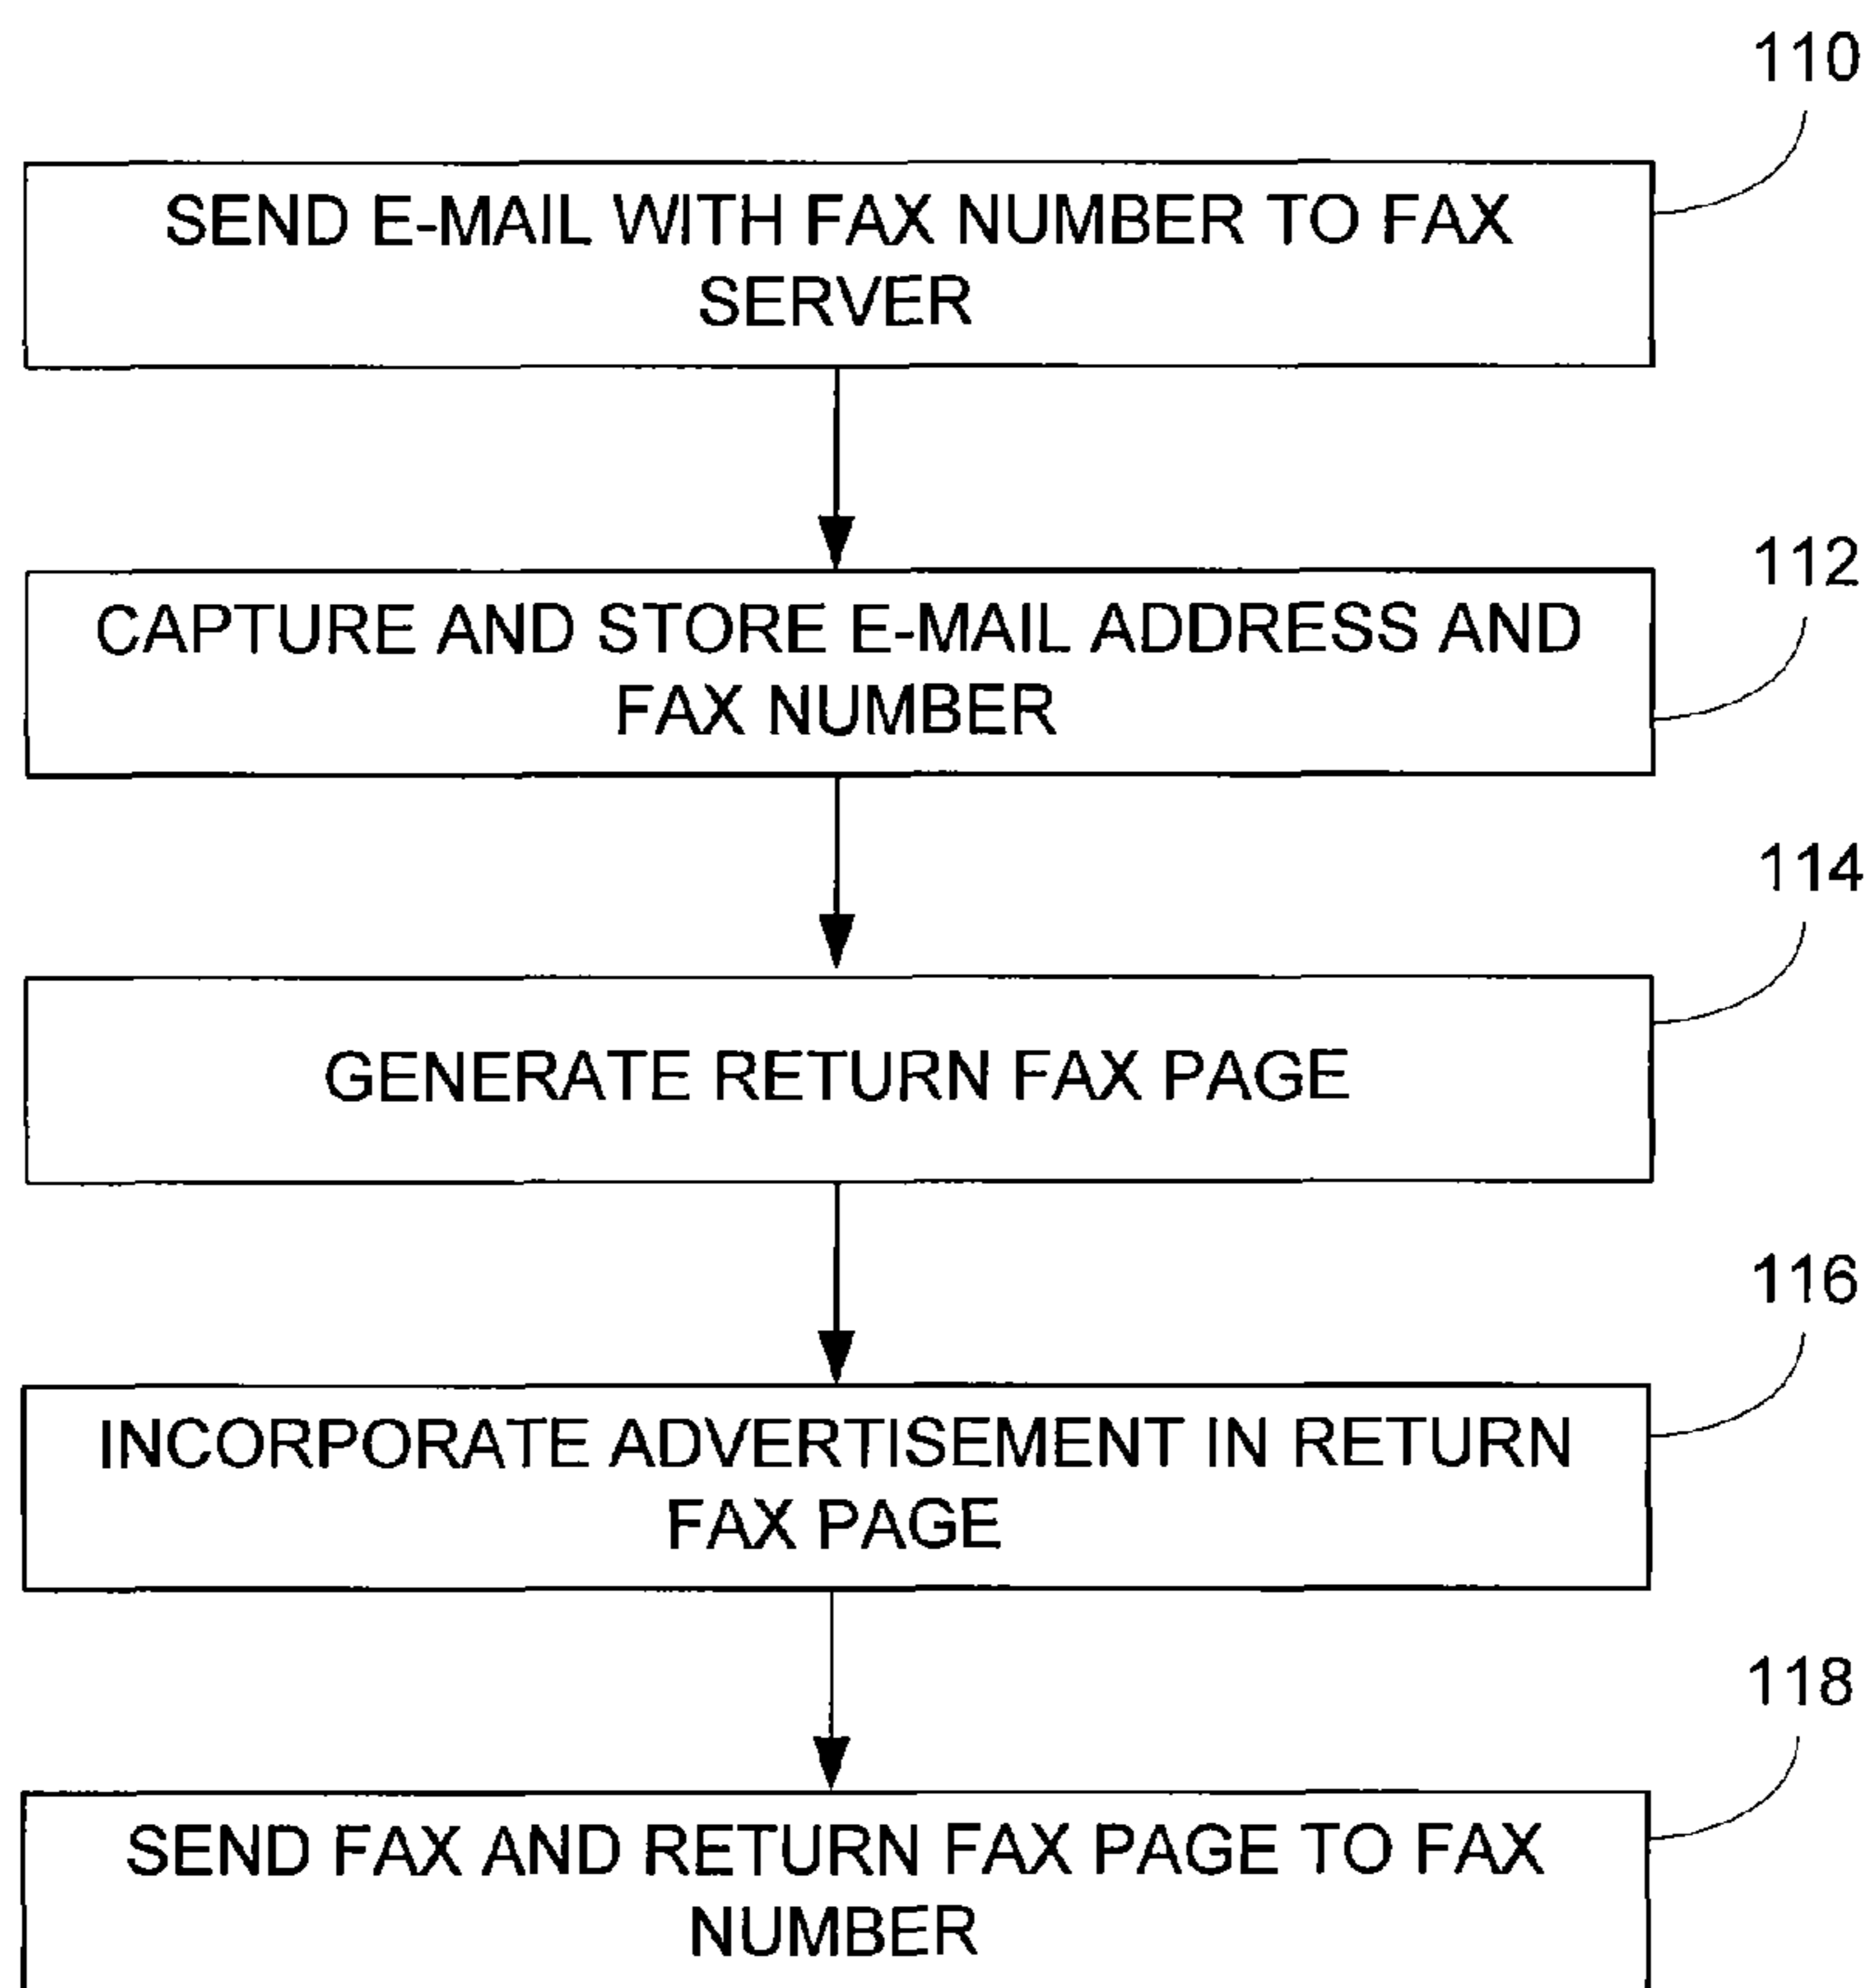 110
SEND E-MAIL WITH FAX NUMBER TO FAX
SERVER
112
CAPTURE AND STORE E-MAIL ADDRESS AND
FAX NUMBER
114
GENERATE RETURN FAX PAGE
116
INCORPORATE ADVERTISEMENT IN RETURN
FAX PAGE
118
SEND FAX AND RETURN FAX PAGE TO FAX
NUMBER